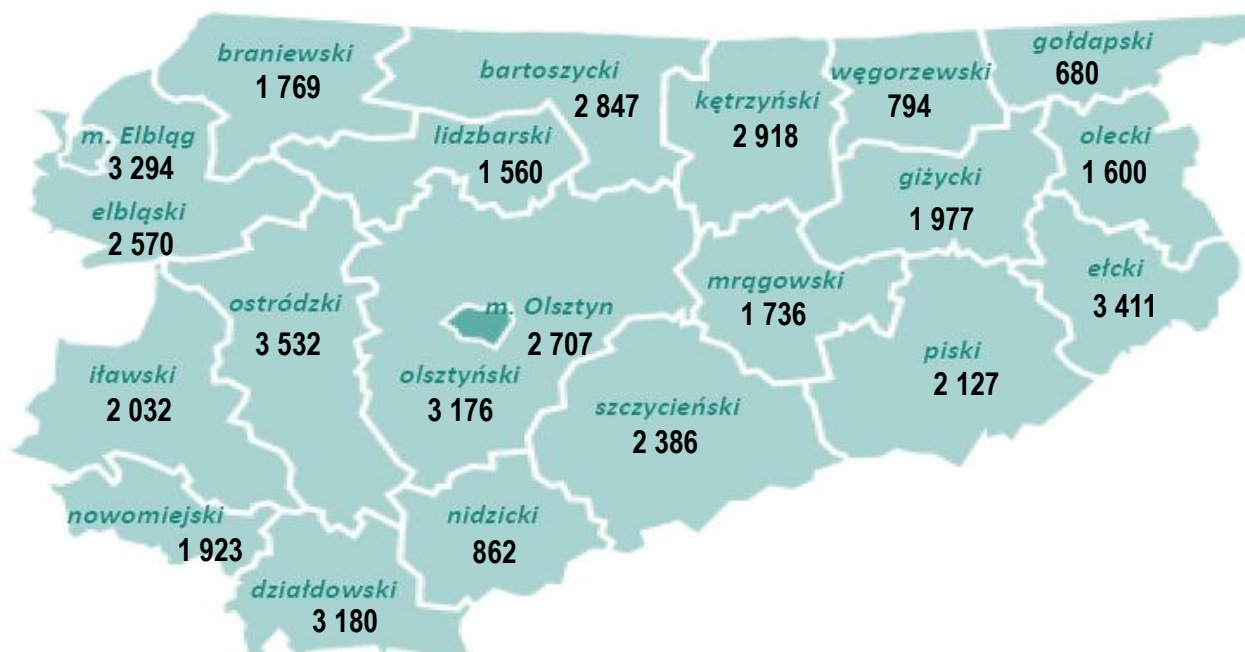 braniewski
1 769
bartoszycki
2 847
gołdapski
680
węgorzewski
794
kętrzyński
2 918
m. Elbląg
3 294
lidzbarski
1 560
olecki
1 600
giżycki
1 977
elbląski
2 570
ełcki
3 411
mrągowski
1 736
ostródzki
3 532
m. Olsztyn
2 707
piski
2 127
iławski
2 032
olsztyński
3 176
szczycieński
2 386
nowomiejski
1 923
nidzicki
862
działdowski
3 180